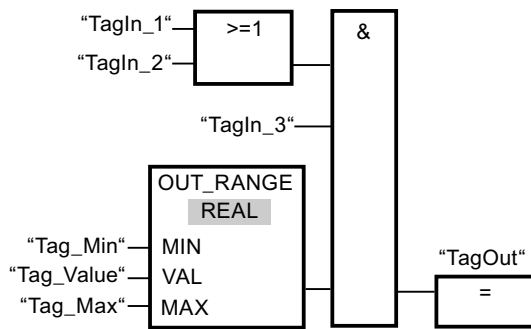 “TagIn_1“
>=1
&
“TagIn_2“
“TagIn_3“
OUT_RANGE
REAL
“Tag_Min“
MIN
“TagOut“
“Tag_Value“
VAL
=
“Tag_Max“
MAX